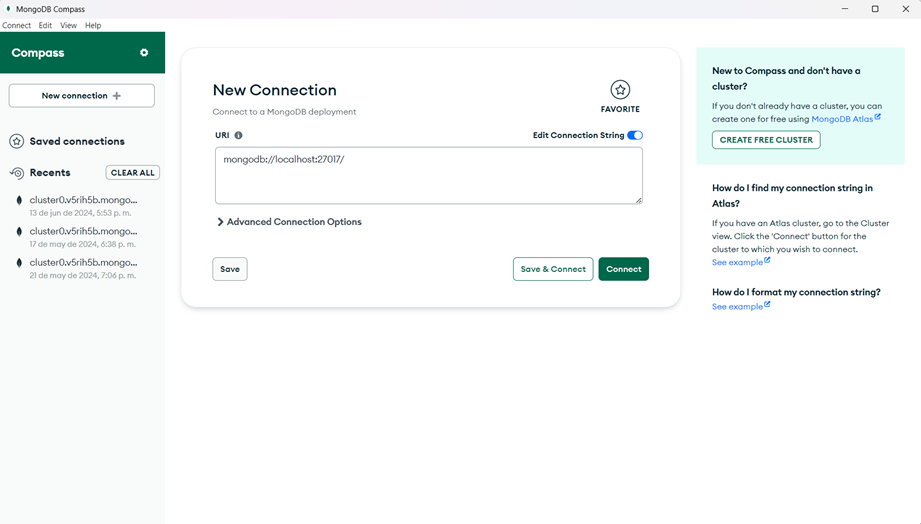 MongoDB Compass
Connect Edit View Help
Compass
New connection
Saved connections
Recents
CLEAR ALL
cluster0.v5rih5b.mongo...
13 de jun de 2024, 5:53 p. m.
cluster0.v5rih5b.mongo...
17 de may de 2024, 6:38 p. m.
cluster0.v5rih5b.mongo...
21 de may de 2024, 7:06 p. m.
New Connection
Connect to a MongoDB deployment
FAVORITE
URI
Edit Connection String
mongodb://localhost:27017/
Advanced Connection Options
Save
Save & Connect
Connect
New to Compass and don't have a
cluster?
If you don't already have a cluster, you can
create one for free using MongoDB Atlas
CREATE FREE CLUSTER
How do I find my connection string in
Atlas?
If you have an Atlas cluster, go to the Cluster
view. Click the 'Connect' button for the
cluster to which you wish to connect.
See example
How do I format my connection string?
See example